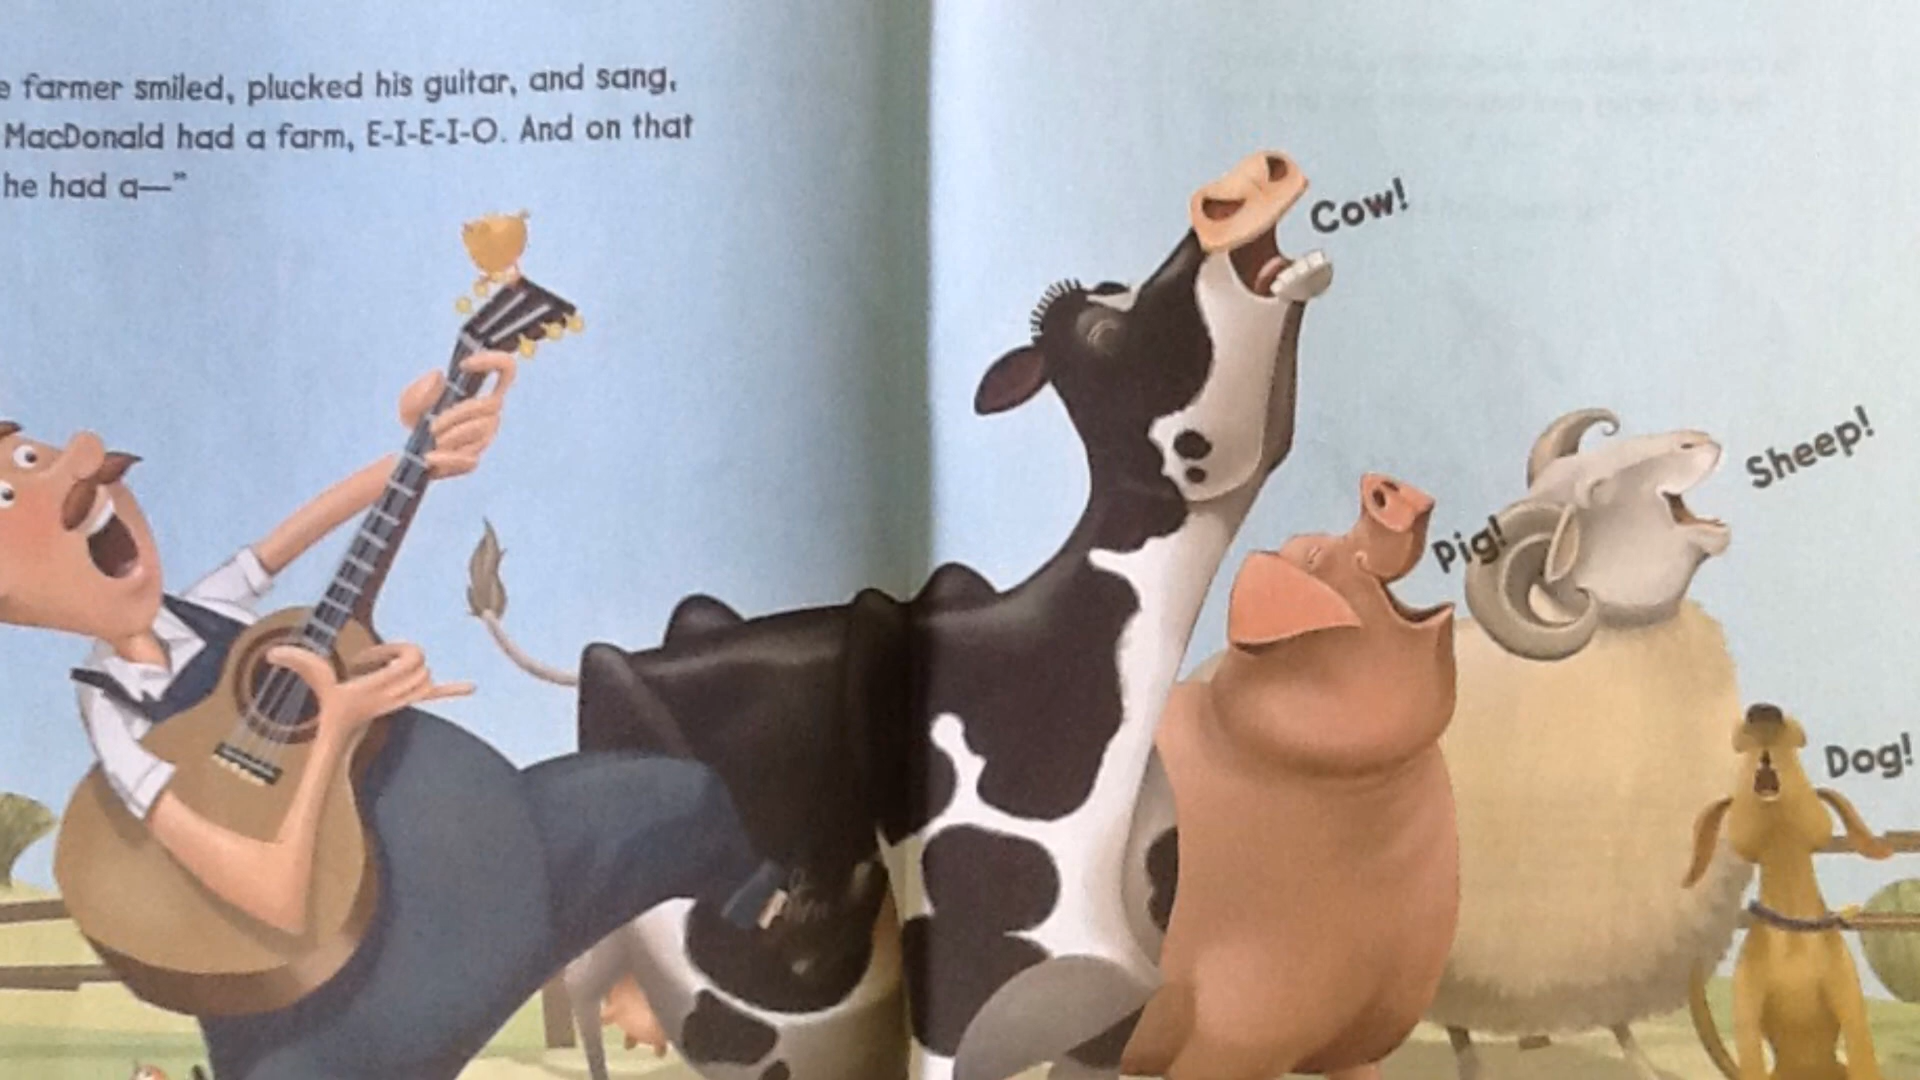 farmer smiled, plucked his guitar, and sang,
MacDonald had a farm, E-I-E-I-O. And on that
he had a—”
Cow!
Pig!
Sheep!
Dog!